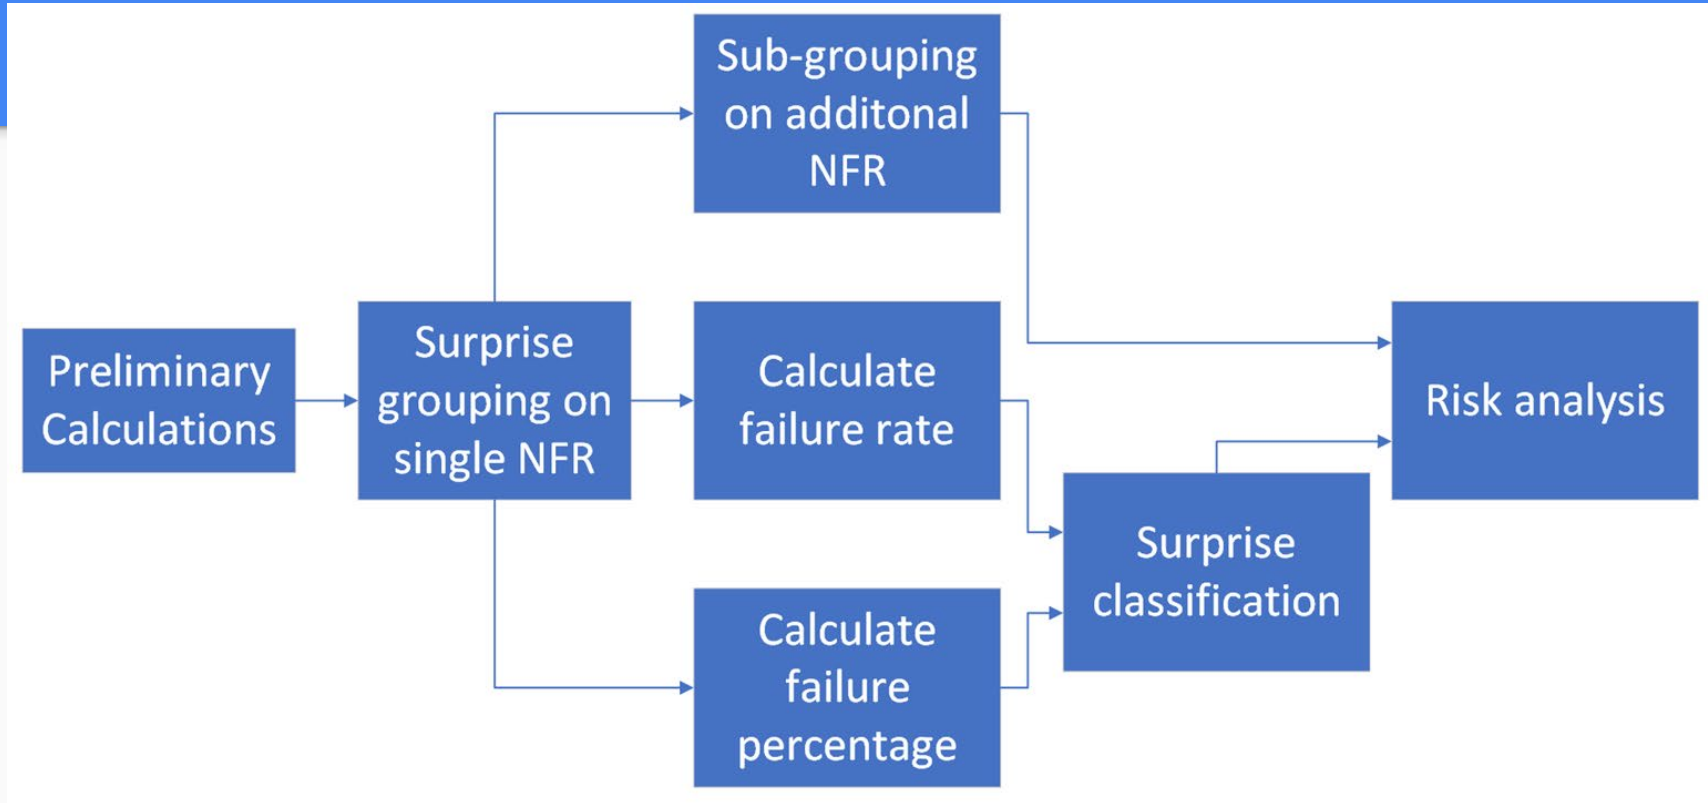 Preliminary
Calculations
Surprise
grouping on
single NFR
Sub-grouping
on additonal
NFR
Calculate
failure rate
Calculate
failure
percentage
Surprise
classification
Risk analysis